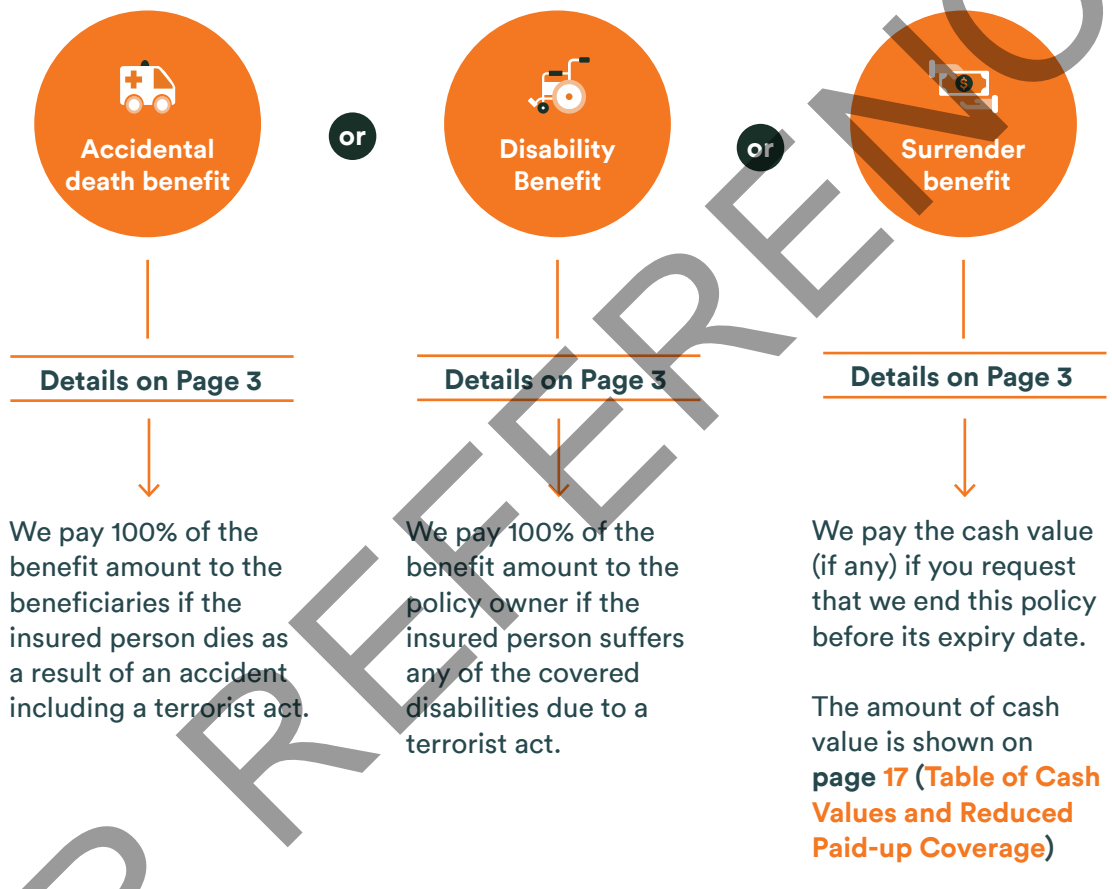 Accidental
death benefit
or
Disability
Benefit
or
$
Surrender
benefit
Details on Page 3
Details on Page 3
Details on Page 3
We pay 100% of the
benefit amount to the
beneficiaries if the
insured person dies as
a result of an accident
including a terrorist act.
We pay 100% of the
benefit amount to the
policy owner if the
insured person suffers
any of the covered
disabilities due to a
terrorist act.
We pay the cash value
(if any) if you request
that we end this policy
before its expiry date.
The amount of cash
value is shown on
page 17 (Table of Cash
Values and Reduced
Paid-up Coverage)
REFEREN